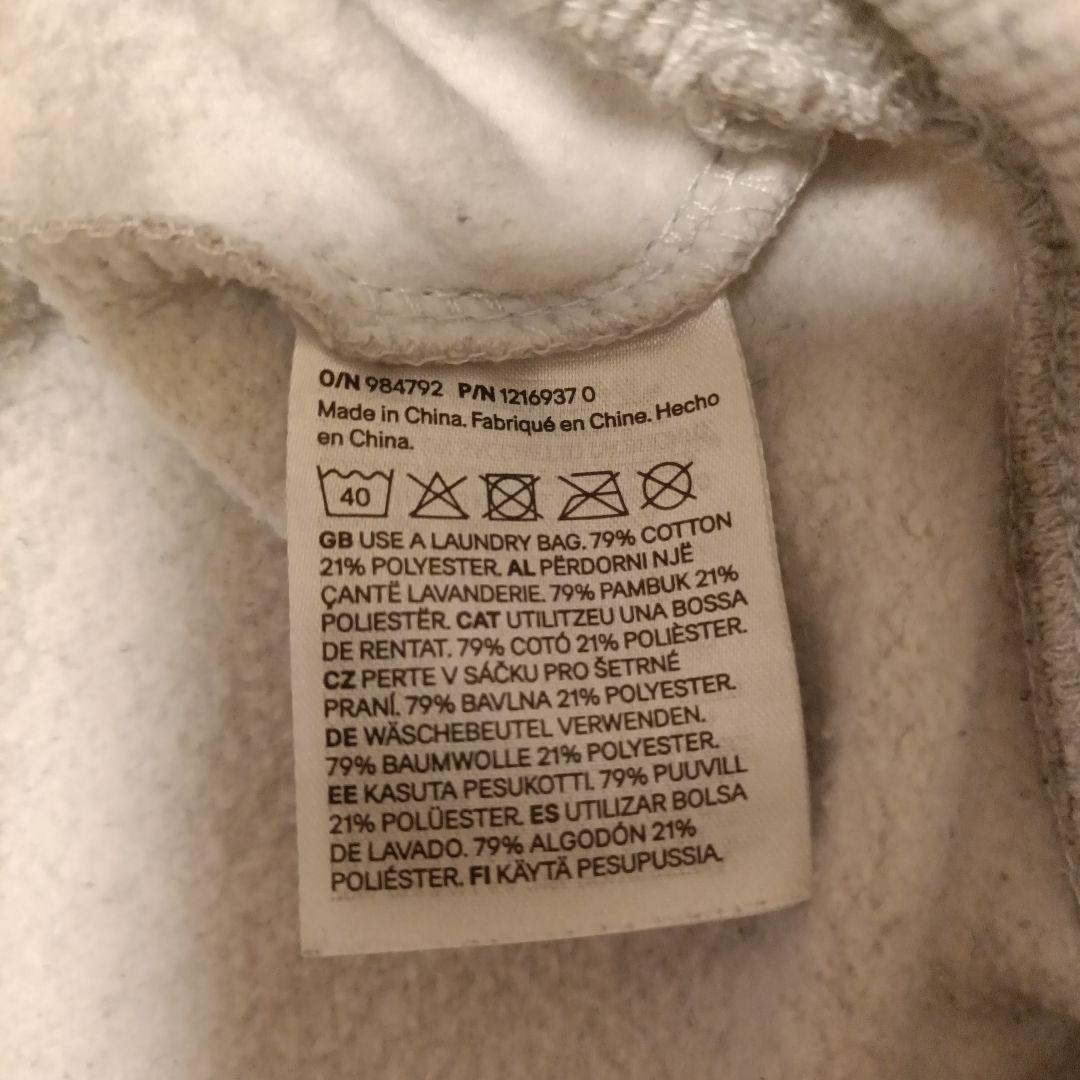 O/N 984792 P/N 1216937 0
Made in China. Fabriqué en Chine. Hecho
en China.
40
GB USE A LAUNDRY BAG. 79% COTTON
21% POLYESTER. AL PËRDORNI NJË
ÇANTË LAVANDERIE. 79% PAMBUK 21%
POLIESTËR. CAT UTILITZEU UNA BOSSA
DE RENTAT. 79% COTÓ 21% POLIÈSTER.
CZ PERTE V SÁČKU PRO ŠETRNÉ
PRANÍ. 79% BAVLNA 21% POLYESTER.
DE WÄSCHEBEUTEL VERWENDEN.
79% BAUMWOLLE 21% POLYESTER.
EE KASUTA PESUKOTTI. 79% PUUVILL
21% POLÜESTER. ES UTILIZAR BOLSA
DE LAVADO. 79% ALGODÓN 21%
POLIÉSTER. FI KÄYTÄ PESUPUSSIA.